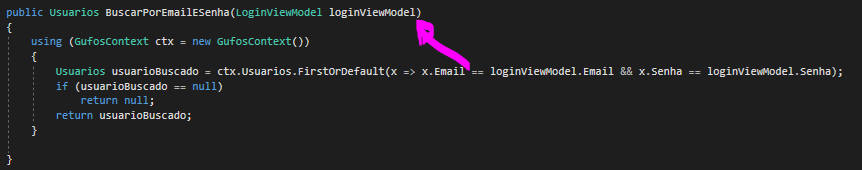 public Usuarios BuscarPorEmailESenha(LoginViewModel loginViewModel)
{
using (GufosContext ctx = new GufosContext())
{
Usuarios usuarioBuscado = ctx.Usuarios.FirstOrDefault(x => x.Email == loginViewModel.Email && x.Senha == loginViewModel.Senha);
if (usuarioBuscado == null)
return null;
return usuarioBuscado;
}
}